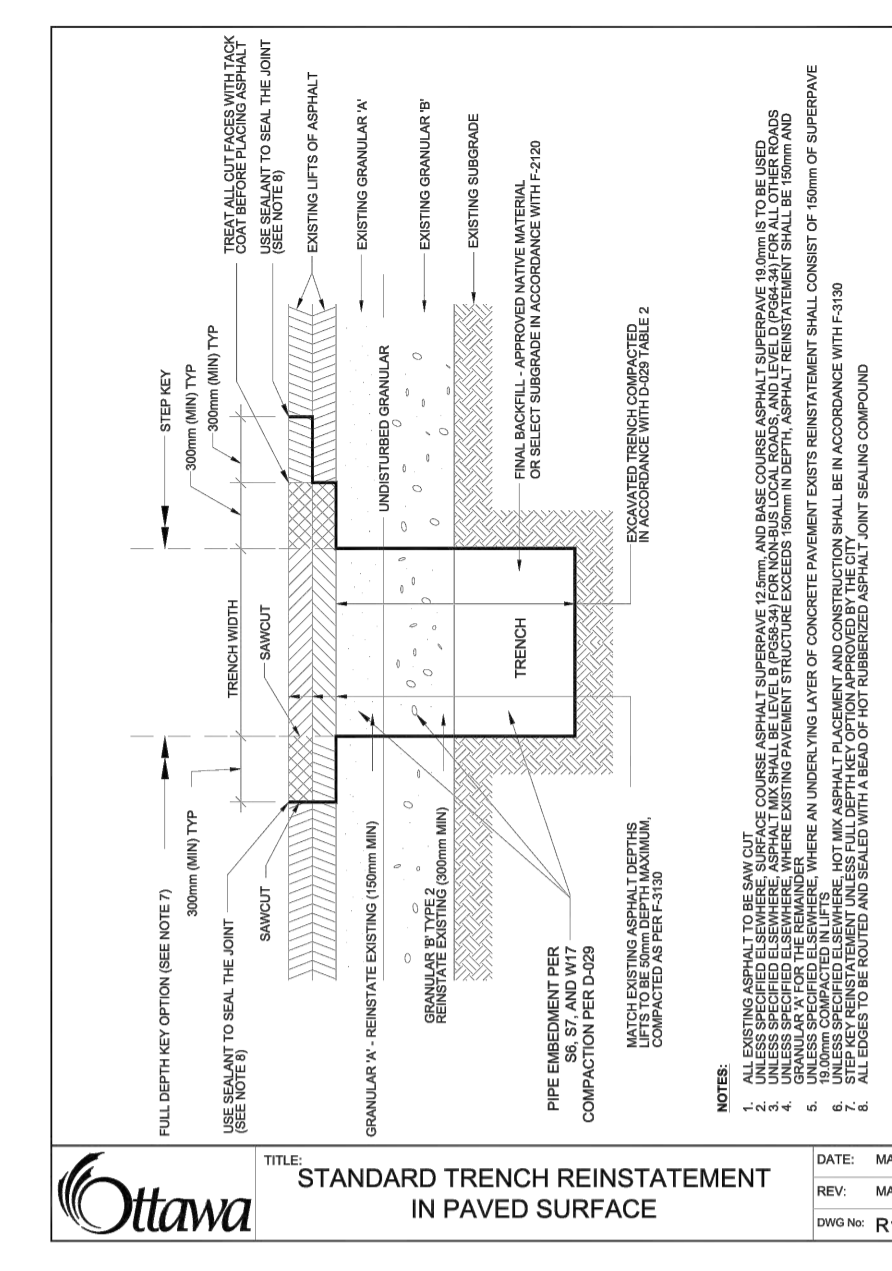 TREAT ALL CUT FACES WITH TACK
COAT BEFORE PLACING ASPHALT
USE SEALANT TO SEAL THE JOINT
(SEE NOTE 8)
EXISTING LIFTS OF ASPHALT
EXISTING GRANULAR 'A'
EXISTING GRANULAR 'B'
EXISTING SUBGRADE
STEP KEY
300mm (MIN) TYP
300mm (MIN) TYP
UNDISTURBED GRANULAR
FINAL BACKFILL - APPROVED NATIVE MATERIAL
OR SELECT SUBGRADE IN ACCORDANCE WITH F-2120
EXCAVATED TRENCH COMPACTED
IN ACCORDANCE WITH D-029 TABLE 2
TRENCH WIDTH
SAWCUT
TRENCH
FULL DEPTH KEY OPTION (SEE NOTE 7)
300mm (MIN) TYP
USE SEALANT TO SEAL THE JOINT
(SEE NOTE 8)
SAWCUT
GRANULAR 'A' - REINSTATE EXISTING (150mm MIN)
GRANULAR 'B' TYPE 2
REINSTATE EXISTING (300mm MIN)
PIPE EMBEDMENT PER
S6, S7, AND W17
COMPACTION PER D-029
MATCH EXISTING ASPHALT DEPTHS
LIFTS TO BE 50mm DEPTH MAXIMUM,
COMPACTED AS PER F-3130
NOTES:
1. ALL EXISTING ASPHALT TO BE SAW CUT
2. UNLESS SPECIFIED ELSEWHERE, SURFACE COURSE ASPHALT SUPERPAVE 12.5mm, AND BASE COURSE ASPHALT SUPERPAVE 19.0mm IS TO BE USED
3. UNLESS SPECIFIED ELSEWHERE, ASPHALT MIX SHALL BE LEVEL B (PG58-34) FOR NON-BUS LOCAL ROADS, AND LEVEL D (PG64-34) FOR ALL OTHER ROADS
4. UNLESS SPECIFIED ELSEWHERE, WHERE EXISTING PAVEMENT STRUCTURE EXCEEDS 150mm IN DEPTH, ASPHALT REINSTATEMENT SHALL BE 150mm AND
GRANULAR 'A' FOR THE REMAINDER
5. UNLESS SPECIFIED ELSEWHERE, WHERE AN UNDERLYING LAYER OF CONCRETE PAVEMENT EXISTS REINSTATEMENT SHALL CONSIST OF 150mm OF SUPERPAVE
19.00mm COMPACTED IN LIFTS
6. UNLESS SPECIFIED ELSEWHERE, HOT MIX ASPHALT PLACEMENT AND CONSTRUCTION SHALL BE IN ACCORDANCE WITH F-3130
7. STEP KEY REINSTATEMENT UNLESS FULL DEPTH KEY OPTION APPROVED BY THE CITY
8. ALL EDGES TO BE ROUTED AND SEALED WITH A BEAD OF HOT RUBBERIZED ASPHALT JOINT SEALING COMPOUND
Ottawa
TITLE:
STANDARD TRENCH REINSTATEMENT
IN PAVED SURFACE
DATE: MA
REV: MA
DWG No: R